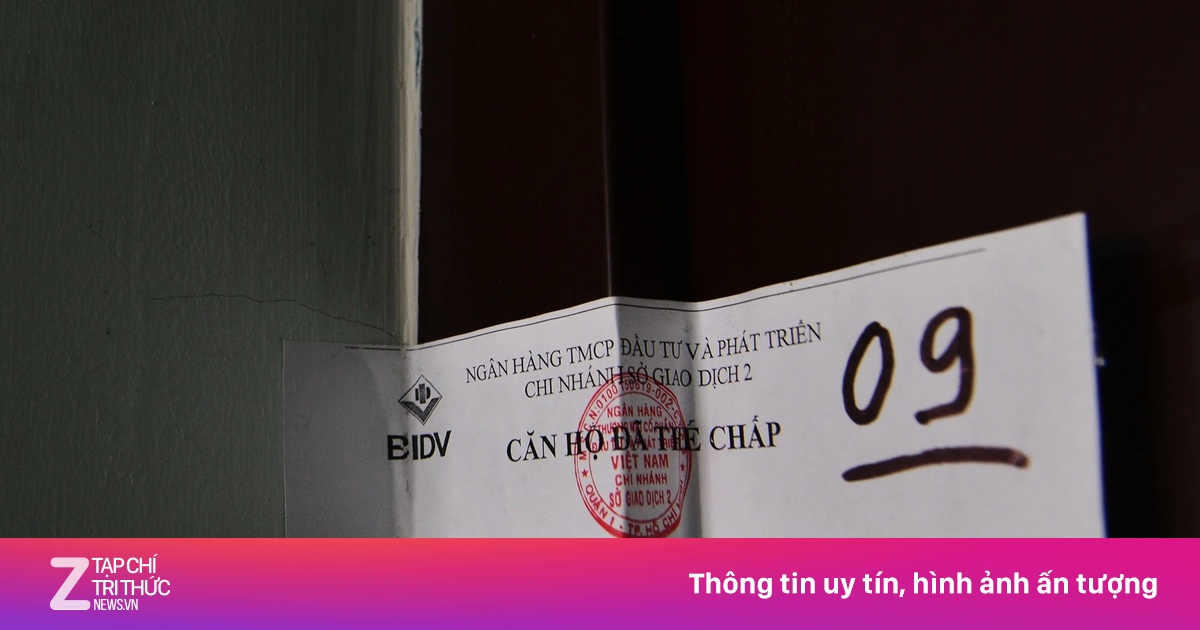 NGÂN HÀNG TMCP ĐẦU TƯ VÀ PHÁT TRIỂN
CHI NHÁNH SỞ GIAO DỊCH 2
BIDV
CĂN HỘ ĐÃ THẾ CHẤP
09
NGÂN HÀNG
VIỆT NAM
CHI NHÁNH
SỞ GIAO DỊCH 2
QUẬN 1 - TP. HỒ CHÍ MINH
Z TẠP CHÍ
TRI THỨC
NEWS.VN
Thông tin uy tín, hình ảnh ấn tượng